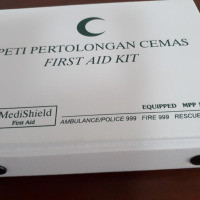 PETI PERTOLONGAN CEMAS
FIRST AID KIT
MediShield
First Aid
EQUIPPED MPP
AMBULANCE/POLICE 999 FIRE 999 RESCUE